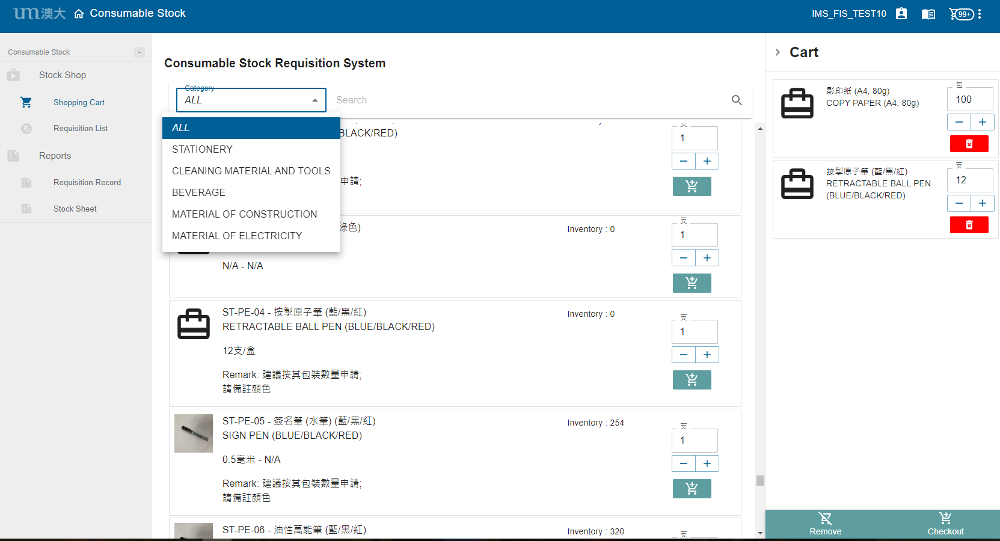 um澳大
Consumable Stock
IMS_FIS_TEST10
99+
Consumable Stock
-
Stock Shop
Shopping Cart
Requisition List
Reports
Requisition Record
Stock Sheet
Consumable Stock Requisition System
Category
ALL
Search
ALL
STATIONERY
CLEANING MATERIAL AND TOOLS
BEVERAGE
MATERIAL OF CONSTRUCTION
MATERIAL OF ELECTRICITY
BLACK/RED)
申請;
支
1
綠色)
N/A - N/A
Inventory : 0
支
1
ST-PE-04 - 按掣原子筆 (藍/黑/紅)
RETRACTABLE BALL PEN (BLUE/BLACK/RED)
12支/盒
Remark: 建議按其包裝數量申請;
請備註顏色
Inventory : 0
支
1
ST-PE-05 - 簽名筆 (水筆) (藍/黑/紅)
SIGN PEN (BLUE/BLACK/RED)
0.5毫米 - N/A
Remark: 建議按其包裝數量申請;
請備註顏色
Inventory : 254
支
1
ST-PE-06 - 油性萬能筆 (藍/黑/紅)
Inventory : 320
支
Cart
影印紙 (A4, 80g)
COPY PAPER (A4, 80g)
包
100
按掣原子筆 (藍/黑/紅)
RETRACTABLE BALL PEN
(BLUE/BLACK/RED)
支
12
Remove
Checkout